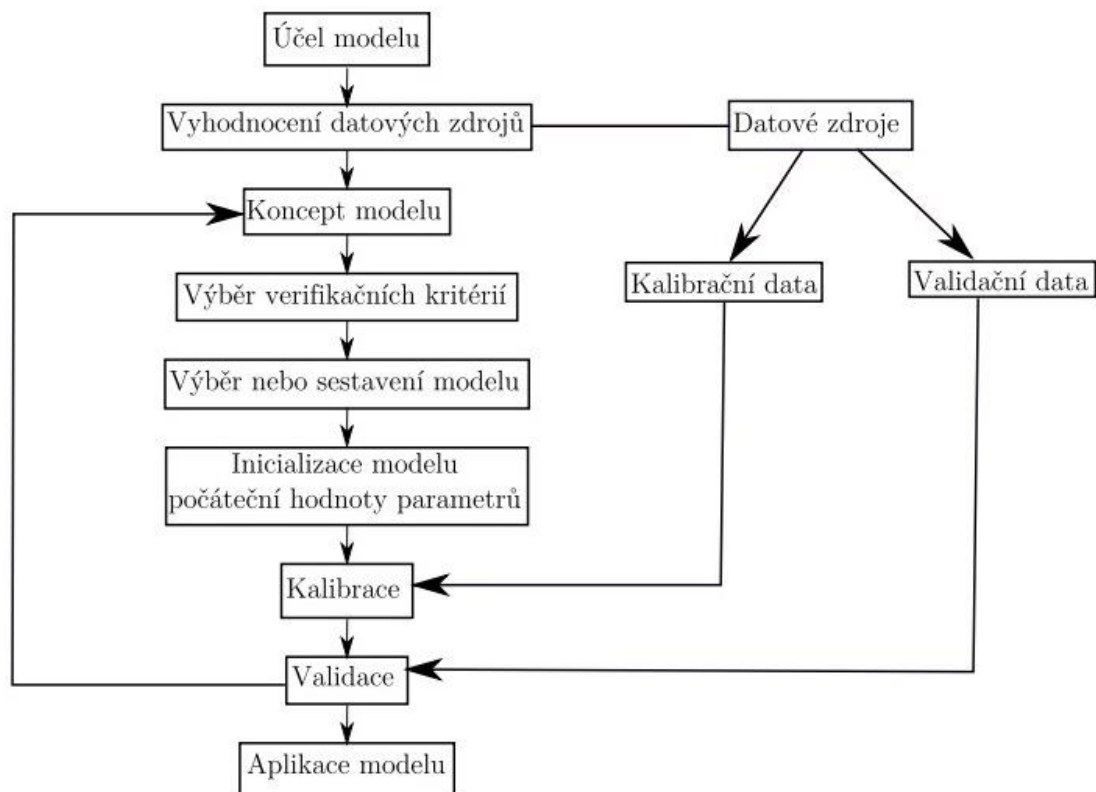 Účel modelu
Vyhodnocení datových zdrojů
Datové zdroje
Koncept modelu
Výběr verifikačních kritérií
Kalibrační data
Validační data
Výběr nebo sestavení modelu
Inicializace modelu
počáteční hodnoty parametrů
Kalibrace
Validace
Aplikace modelu